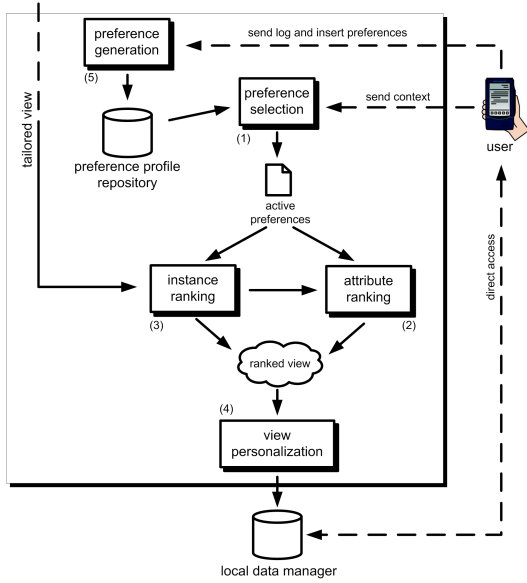 preference
generation
(5)
send log and insert preferences
preference
selection
(1)
send context
user
tailored view
preference profile
repository
active
preferences
direct access
instance
ranking
(3)
attribute
ranking
(2)
ranked view
(4)
view
personalization
local data manager